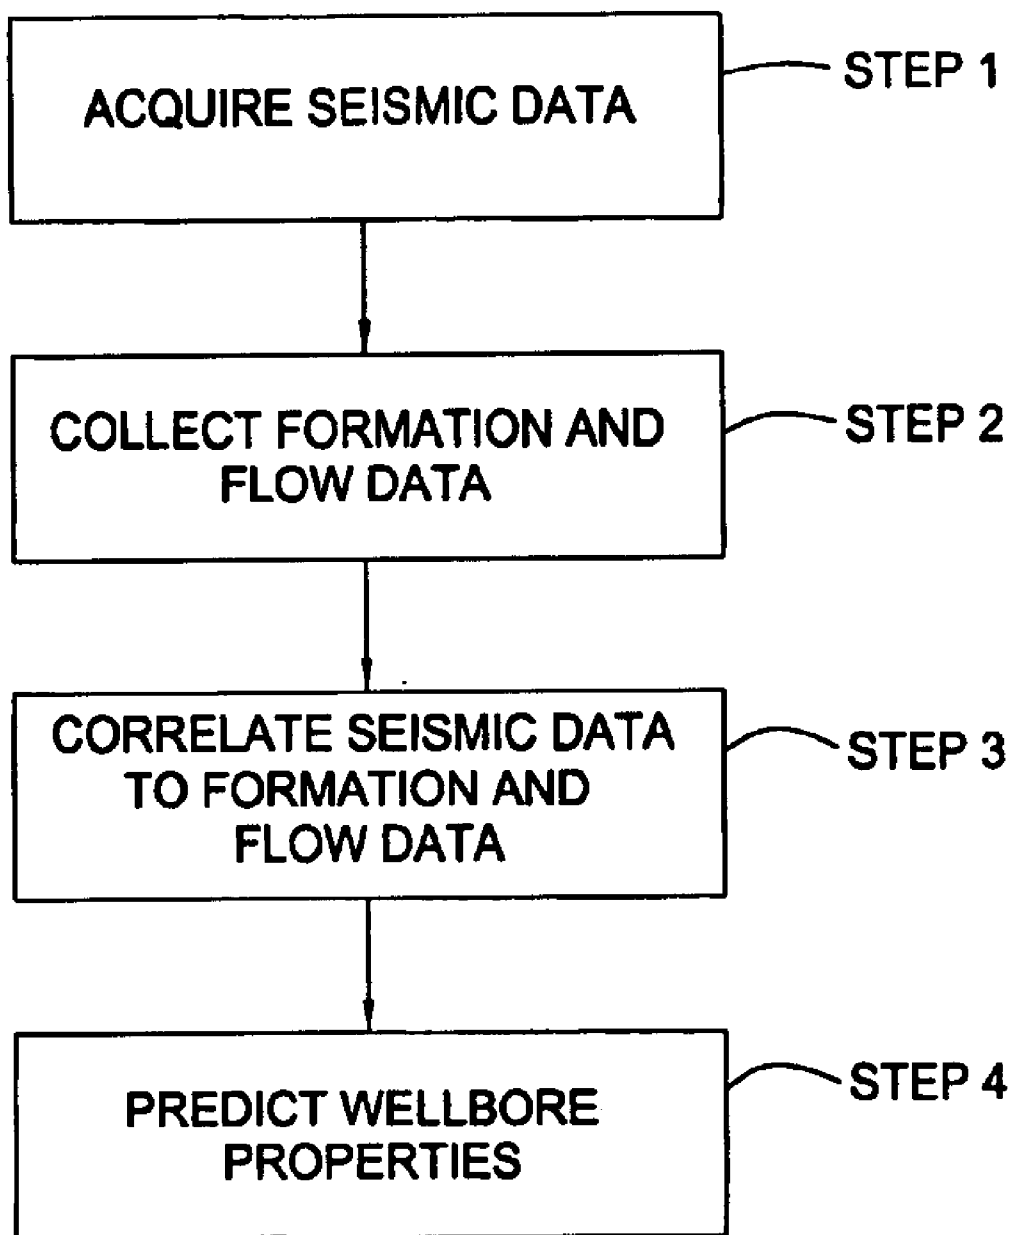 ACQUIRE SEISMIC DATA
STEP 1
COLLECT FORMATION AND
FLOW DATA
STEP 2
CORRELATE SEISMIC DATA
TO FORMATION AND
FLOW DATA
STEP 3
PREDICT WELLBORE
PROPERTIES
STEP 4